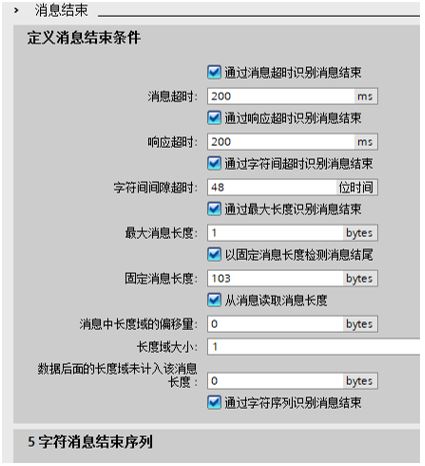 消息结束
定义消息结束条件
通过消息超时识别消息结束
消息超时: 200 ms
通过响应超时识别消息结束
响应超时: 200 ms
通过字符间超时识别消息结束
字符间间隙超时: 48 位时间
通过最大长度识别消息结束
最大消息长度: 1 bytes
以固定消息长度检测消息结尾
固定消息长度: 103 bytes
从消息读取消息长度
消息中长度域的偏移量: 0 bytes
长度域大小: 1
数据后面的长度域未计入该消息
长度 : 0 bytes
通过字符序列识别消息结束
5 字符消息结束序列